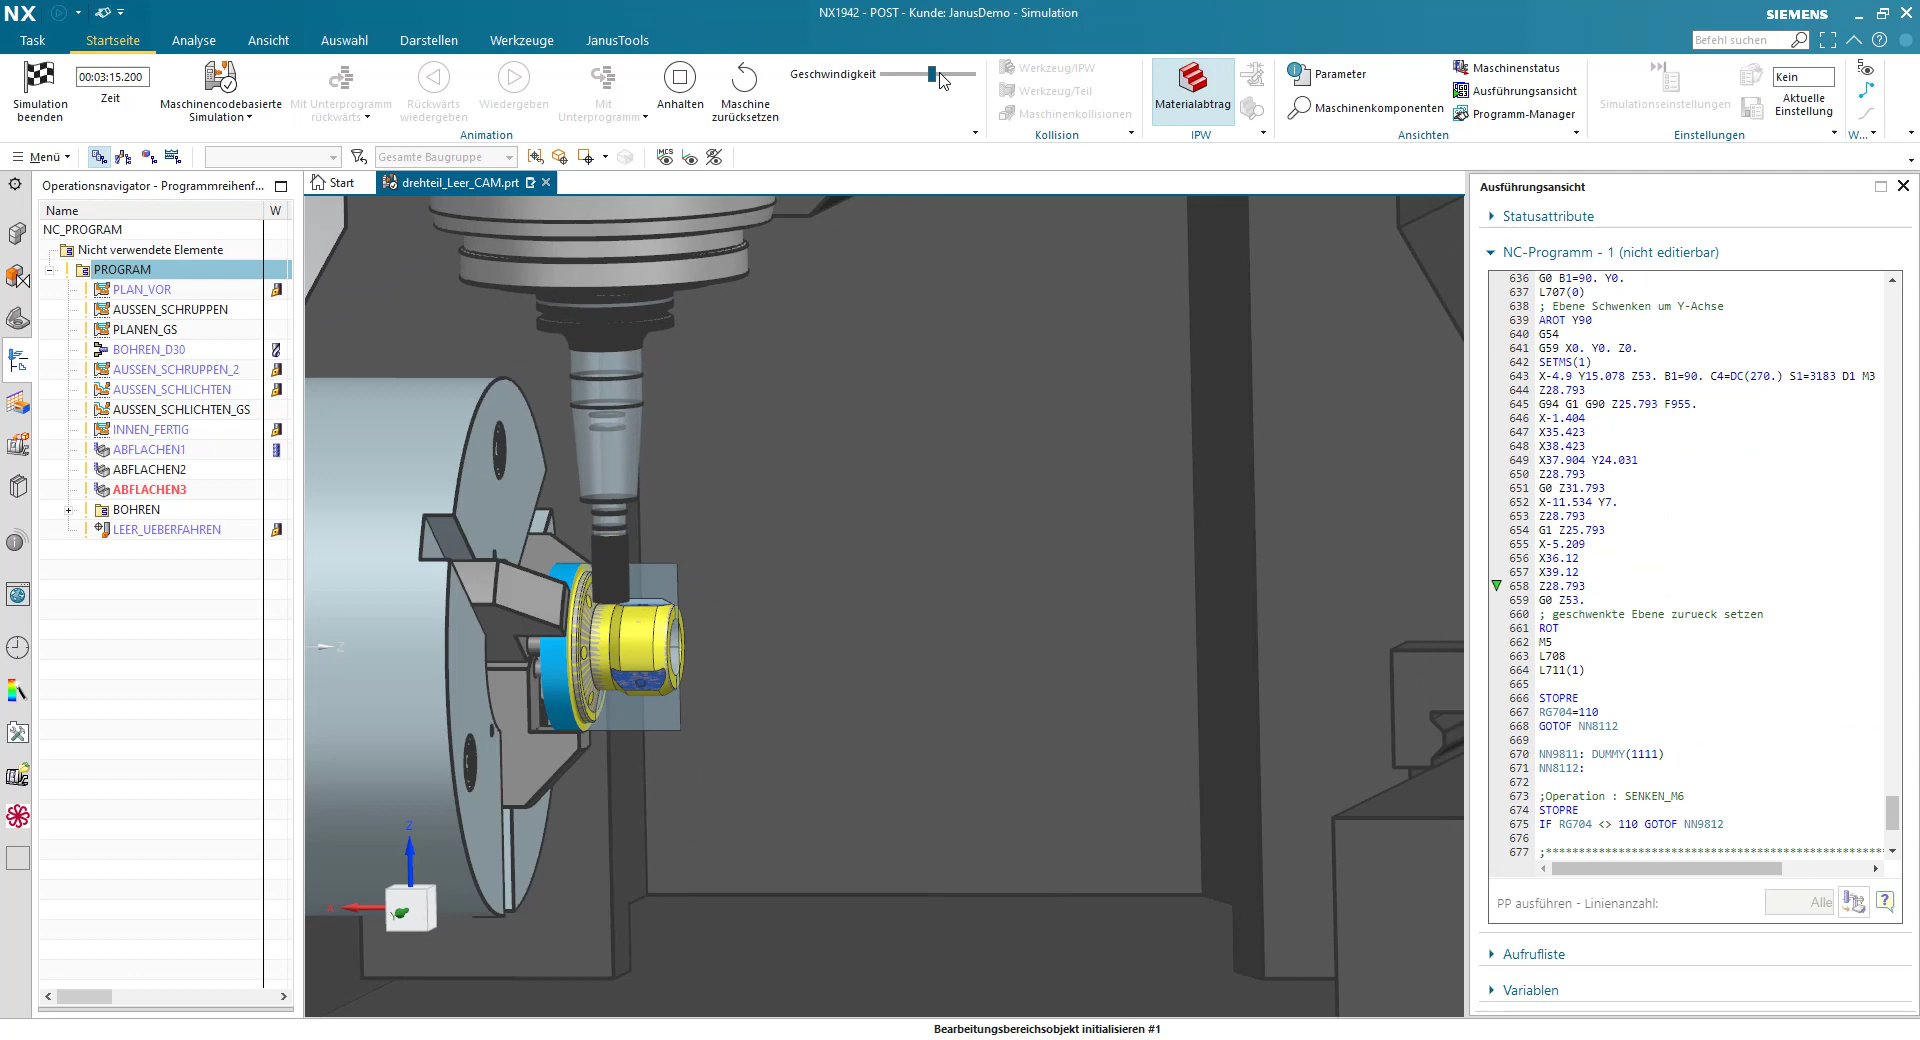 NX
NX1942 - POST - Kunde: JanusDemo - Simulation
SIEMENS
Task
Startseite
Analyse
Ansicht
Auswahl
Darstellen
Werkzeuge
JanusTools
Befehl suchen
Simulation beenden
00:03:15.200
Zeit
Maschinencodebasierte Simulation
Mit Unterprogramm rückwärts
Rückwärts wiedergeben
Wiedergeben
Mit Unterprogramm
Anhalten
Maschine zurücksetzen
Geschwindigkeit
Animation
Werkzeug/IPW
Werkzeug/Teil
Maschinenkollisionen
Kollision
Materialabtrag
IPW
Parameter
Maschinenkomponenten
Maschinenstatus
Ausführungsansicht
Programm-Manager
Ansichten
Simulationseinstellungen
Kein
Aktuelle Einstellung
Einstellungen
W...
Menü
Gesamte Baugruppe
MCS
Operationsnavigator - Programmreihenf...
Name
W
NC_PROGRAM
Nicht verwendete Elemente
PROGRAM
PLAN_VOR
AUSSEN_SCHRUPPEN
PLANEN_GS
BOHREN_D30
AUSSEN_SCHRUPPEN_2
AUSSEN_SCHLICHTEN
AUSSEN_SCHLICHTEN_GS
INNEN_FERTIG
ABFLACHEN1
ABFLACHEN2
ABFLACHEN3
BOHREN
LEER_UEBERFAHREN
Start
drehteil_Leer_CAM.prt
Z
Z
X
Y
Ausführungsansicht
Statusattribute
NC-Programm - 1 (nicht editierbar)
636 G0 B1=90. Y0.
637 L707(0)
638 ; Ebene Schwenken um Y-Achse
639 AROT Y90
640 G54
641 G59 X0. Y0. Z0.
642 SETMS(1)
643 X-4.9 Y15.078 Z53. B1=90. C4=DC(270.) S1=3183 D1 M3
644 Z28.793
645 G94 G1 G90 Z25.793 F955.
646 X-1.404
647 X35.423
648 X38.423
649 X37.904 Y24.031
650 Z28.793
651 G0 Z31.793
652 X-11.534 Y7.
653 Z28.793
654 G1 Z25.793
655 X-5.209
656 X36.12
657 X39.12
658 Z28.793
659 G0 Z53.
660 ; geschwenkte Ebene zurueck setzen
661 ROT
662 M5
663 L708
664 L711(1)
665
666 STOPRE
667 RG704=110
668 GOTOF NN8112
669
670 NN9811: DUMMY(1111)
671 NN8112:
672
673 ;Operation : SENKEN_M6
674 STOPRE
675 IF RG704 <> 110 GOTOF NN9812
676
677 ;****************************************************
PP ausführen - Linienanzahl:
Alle
Aufrufliste
Variablen
Bearbeitungsbereichsobjekt initialisieren #1